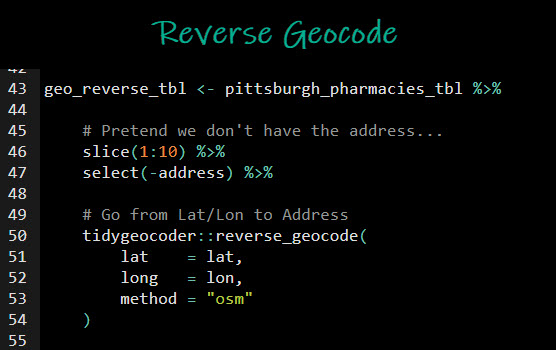 Reverse Geocode
42
43 geo_reverse_tbl <- pittsburgh_pharmacies_tbl %>%
44
45     # Pretend we don't have the address...
46     slice(1:10) %>%
47     select(-address) %>%
48
49     # Go from Lat/Lon to Address
50     tidygeocoder::reverse_geocode(
51         lat    = lat,
52         long   = lon,
53         method = "osm"
54     )
55